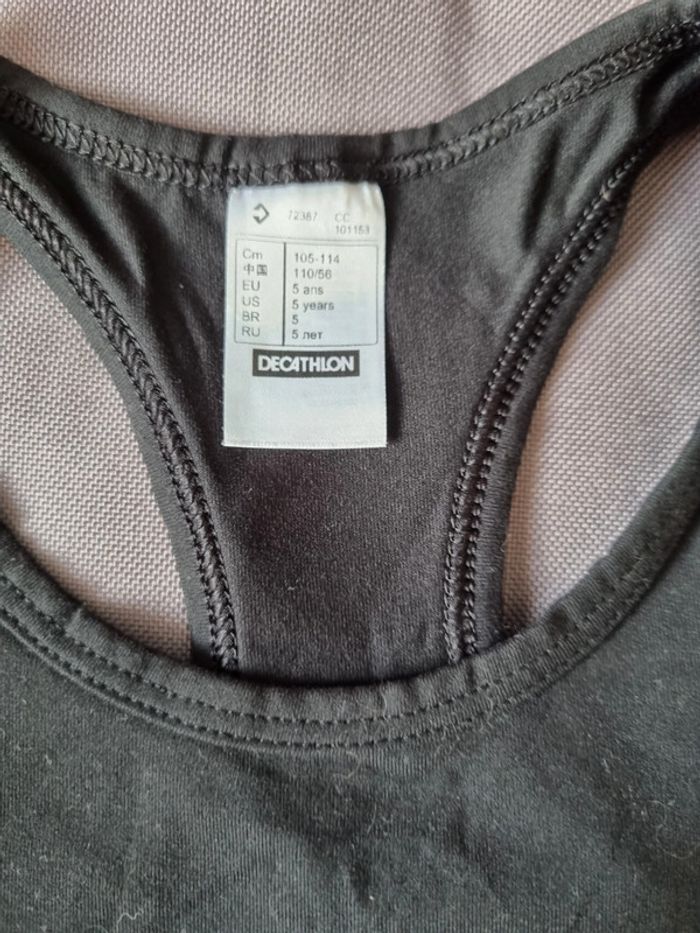 72387 CC
101153
Cm 105-114
中国 110/56
EU 5 ans
US 5 years
BR 5
RU 5 лет
DECATHLON